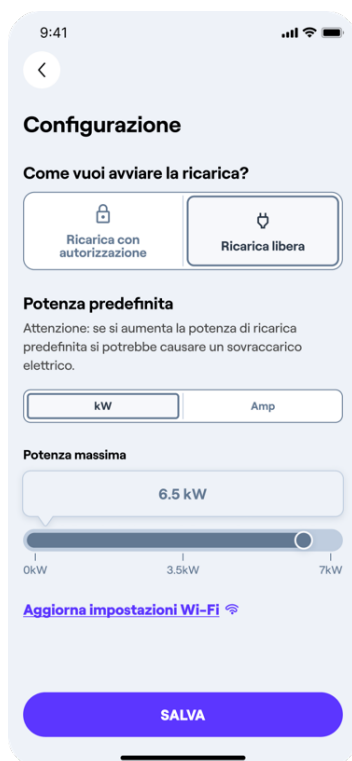 9:41
Configurazione
Come vuoi avviare la ricarica?
Ricarica con
autorizzazione
Ricarica libera
Potenza predefinita
Attenzione: se si aumenta la potenza di ricarica
predefinita si potrebbe causare un sovraccarico
elettrico.
kW
Amp
Potenza massima
6.5 kW
0kW
3.5kW
7kW
Aggiorna impostazioni Wi-Fi
SALVA